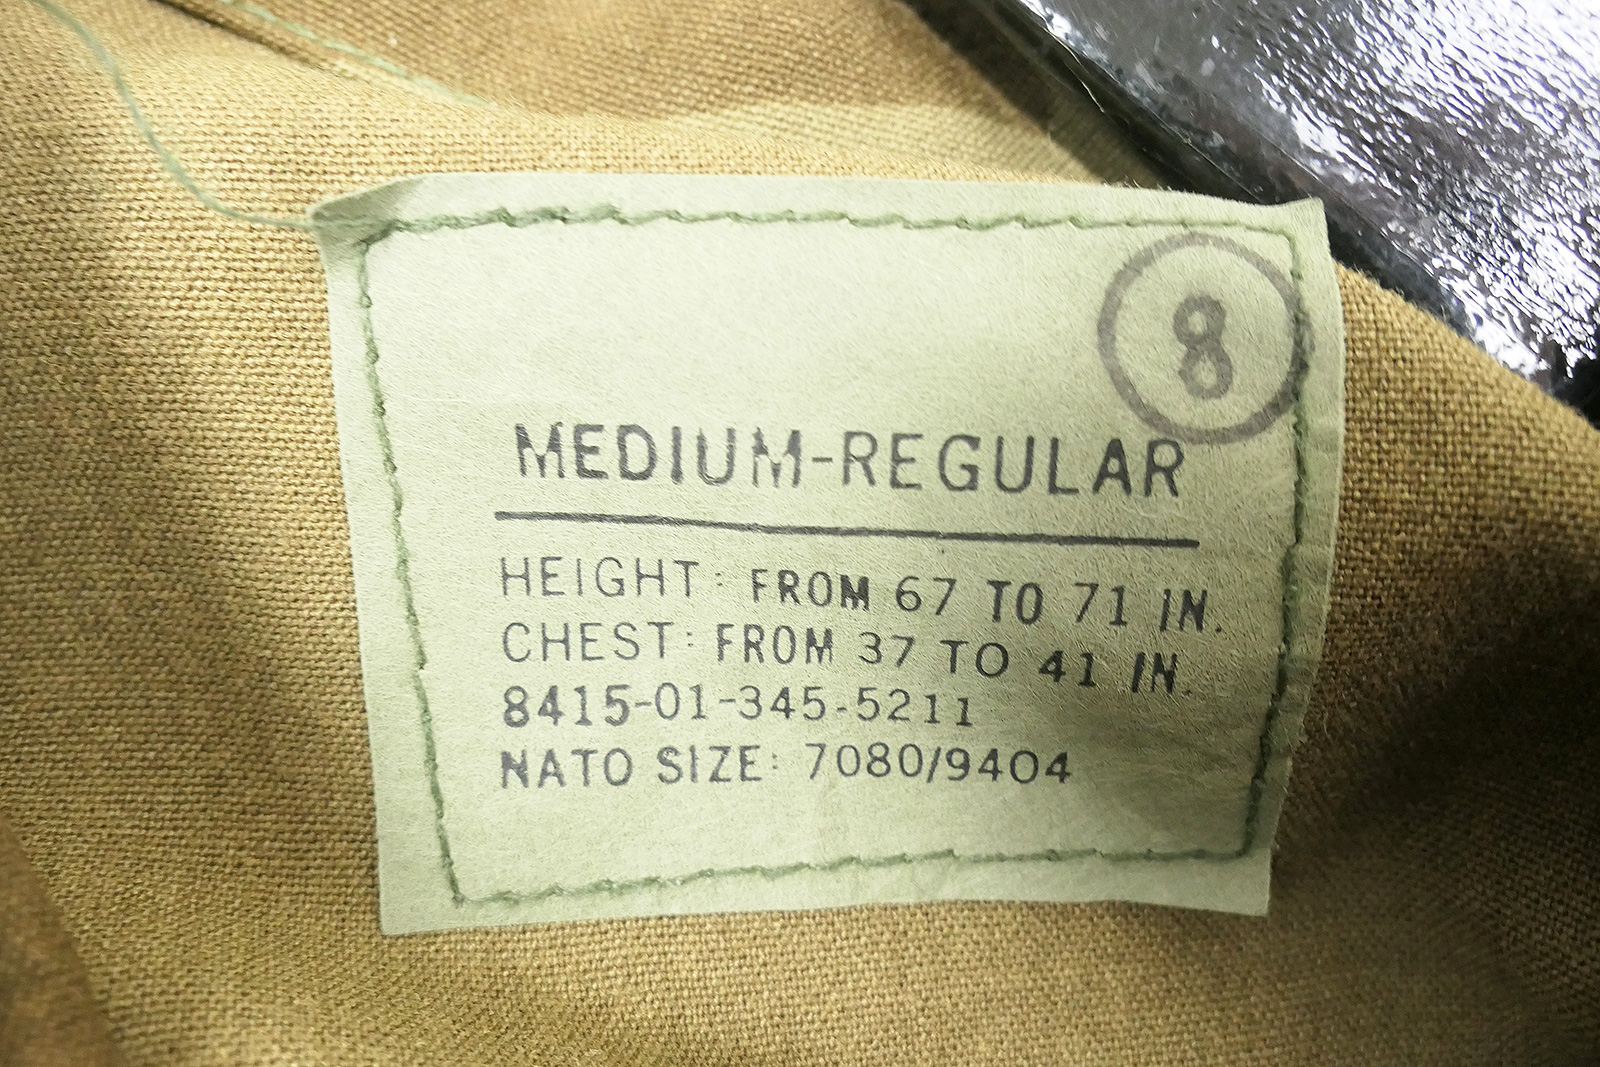 8
MEDIUM-REGULAR
HEIGHT: FROM 67 TO 71 IN.
CHEST: FROM 37 TO 41 IN.
8415-01-345-5211
NATO SIZE: 7080/9404